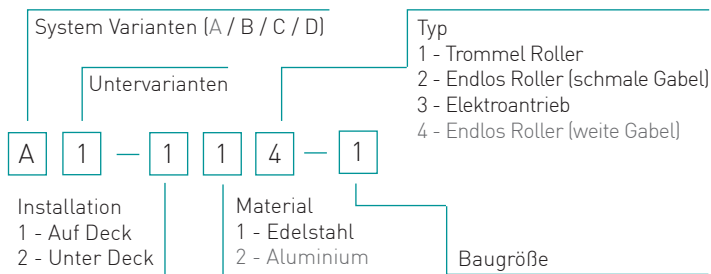 System Varianten (A / B / C / D)
Untervarianten
Typ
1 - Trommel Roller
2 - Endlos Roller (schmale Gabel)
3 - Elektroantrieb
4 - Endlos Roller (weite Gabel)
A 1 — 1 1 4 — 1
Installation
1 - Auf Deck
2 - Unter Deck
Material
1 - Edelstahl
2 - Aluminium
Baugröße